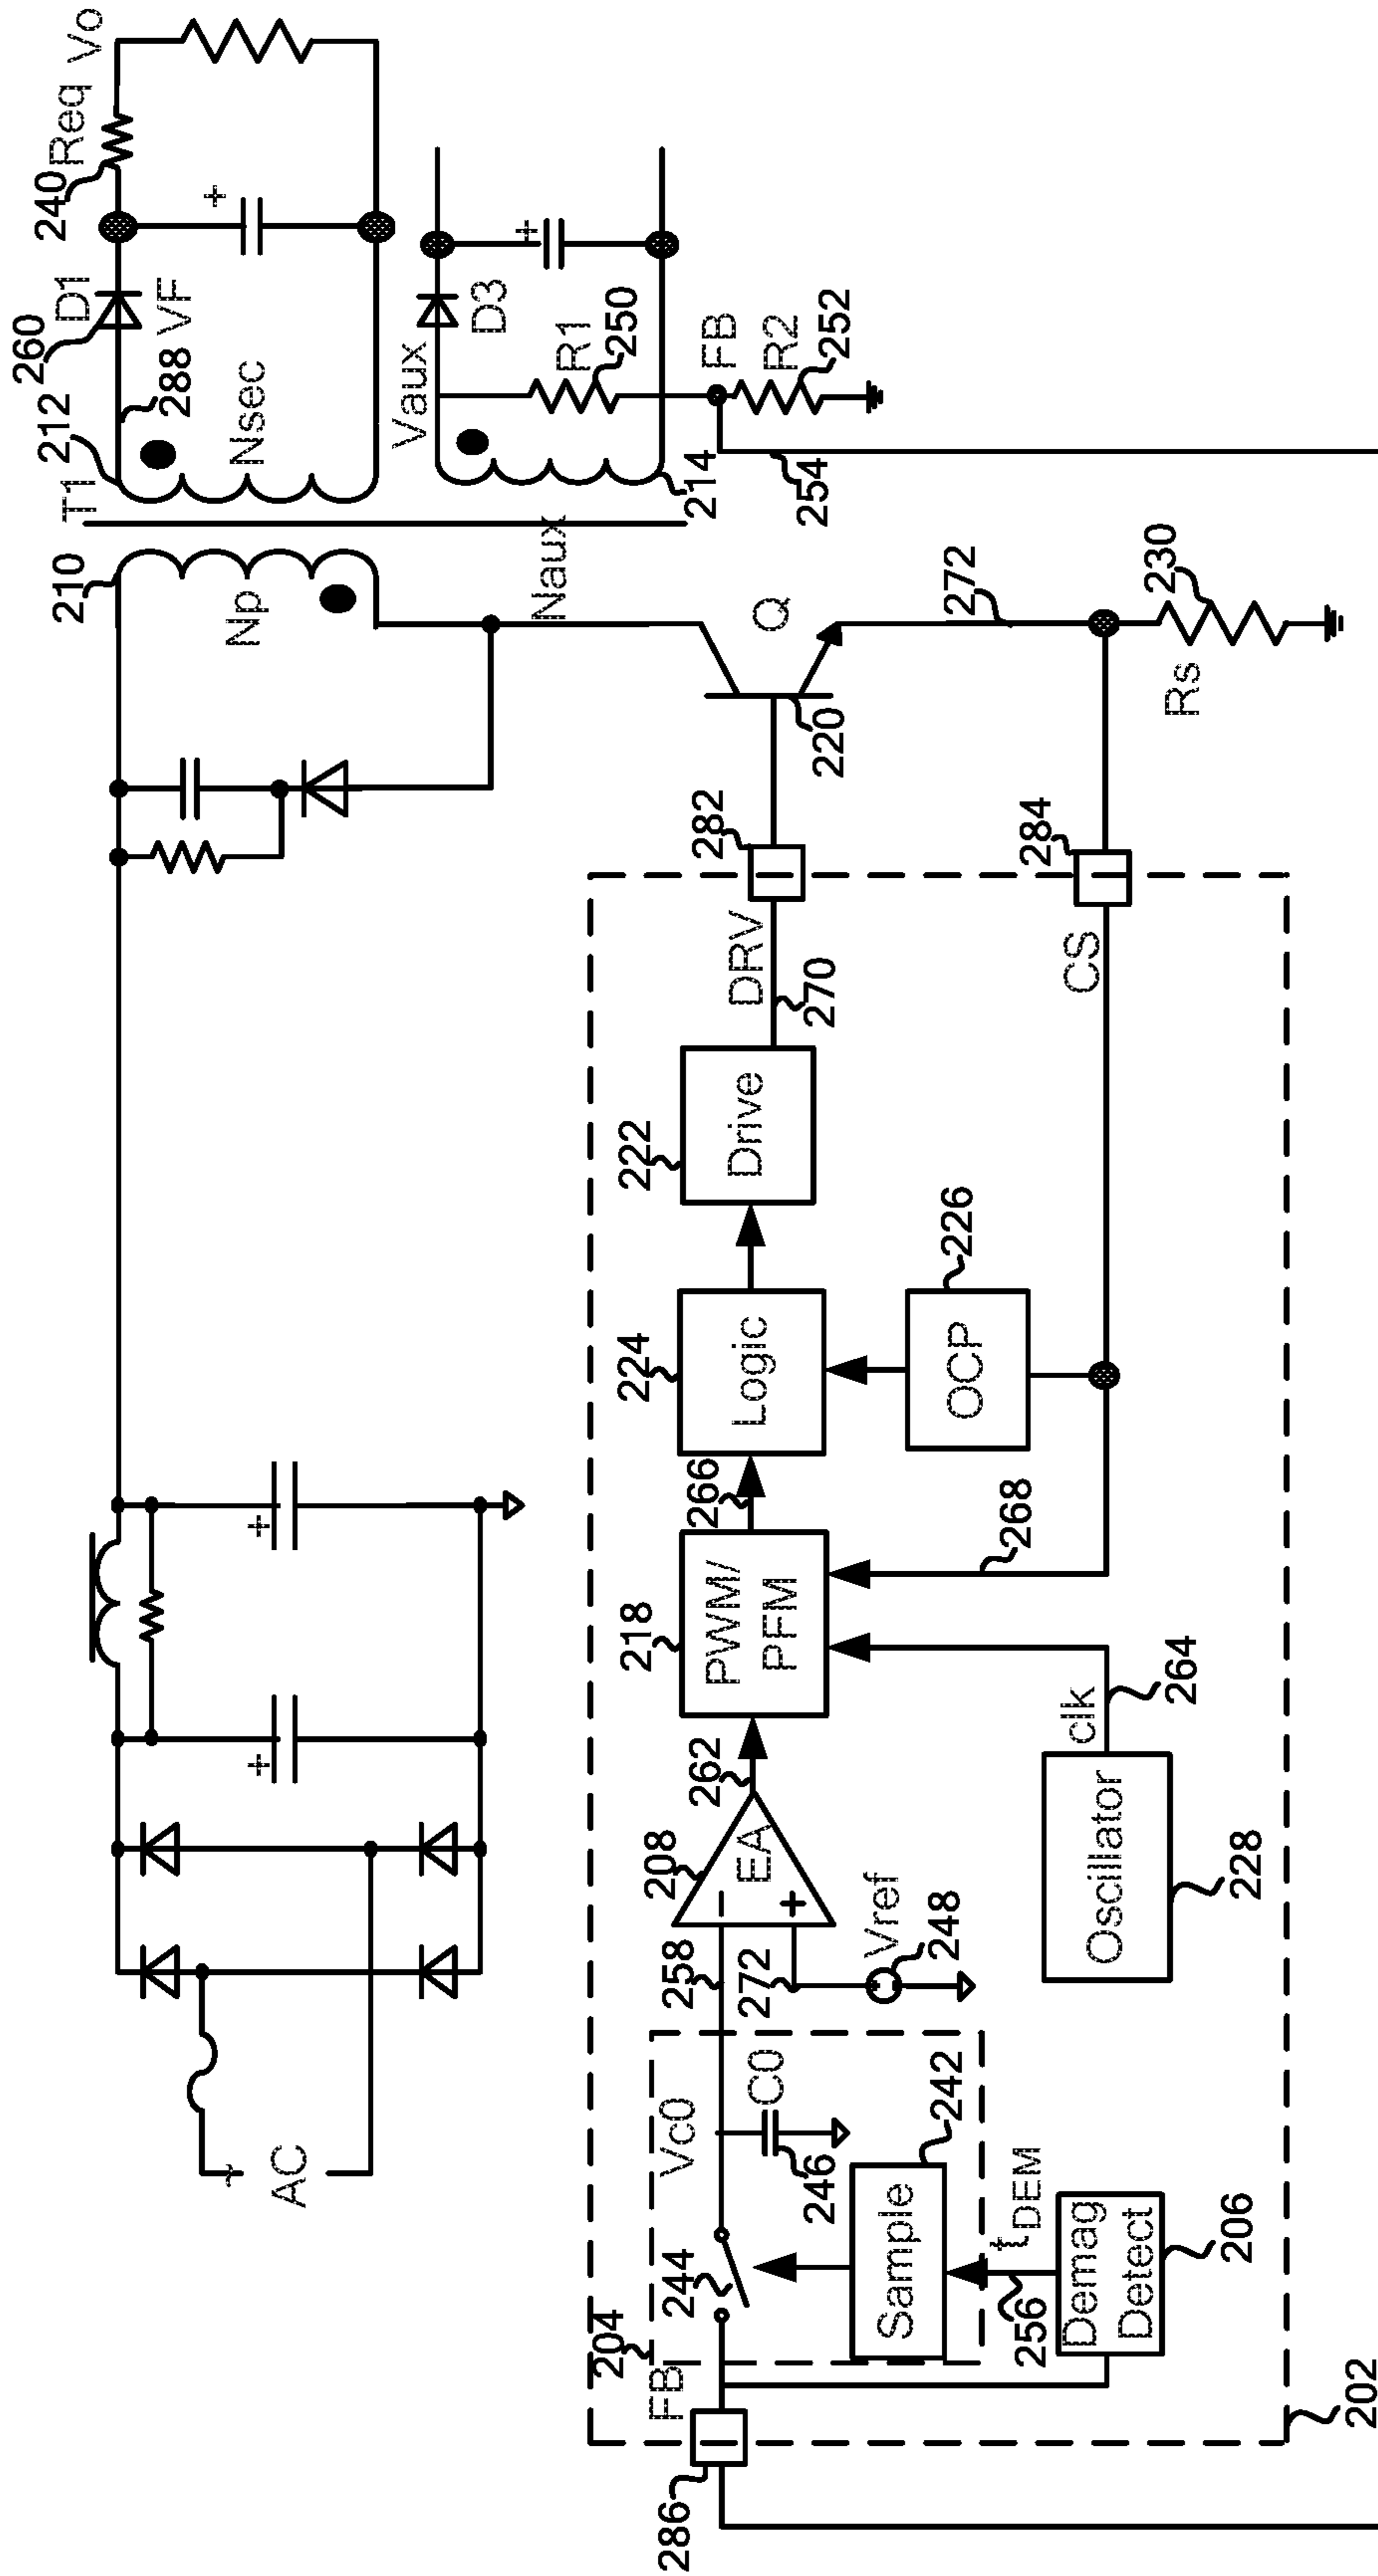 AC
~
+
+
210
Np
T1
212
288
Nsec
260
D1
VF
240
Req
Vo
+
Naux
Vaux
D3
+
R1
250
214
FB
254
R2
252
Q
220
272
Rs
230
282
284
DRV
270
CS
222
Drive
224
Logic
226
OCP
266
268
218
PWM/
PFM
262
264
clk
208
EA
-
+
258
272
Vref
248
Oscillator
228
Vc0
C0
246
244
204
242
Sample
tDEM
256
Demag
Detect
206
FB
286
202